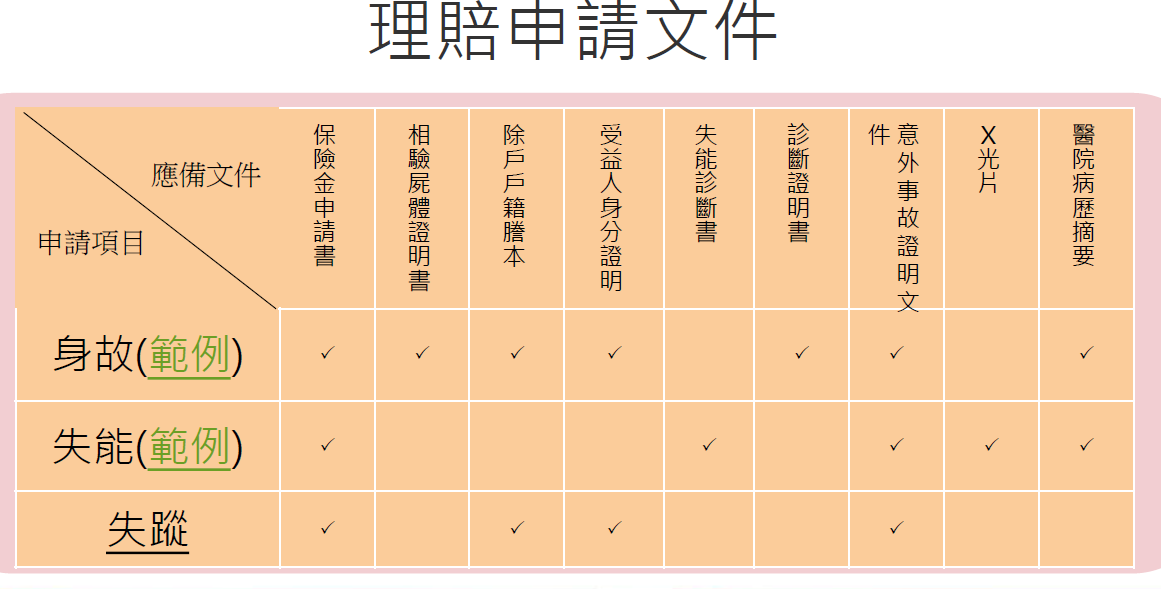 理賠申請文件
應備文件
申請項目
保險金申請書
相驗屍體證明書
除戶戶籍謄本
受益人身分證明
失能診斷書
診斷證明書
意外事故證明文件
X光片
醫院病歷摘要
身故(範例) ✓ ✓ ✓ ✓ ✓ ✓ ✓
失能(範例) ✓ ✓ ✓ ✓ ✓
失蹤 ✓ ✓ ✓ ✓